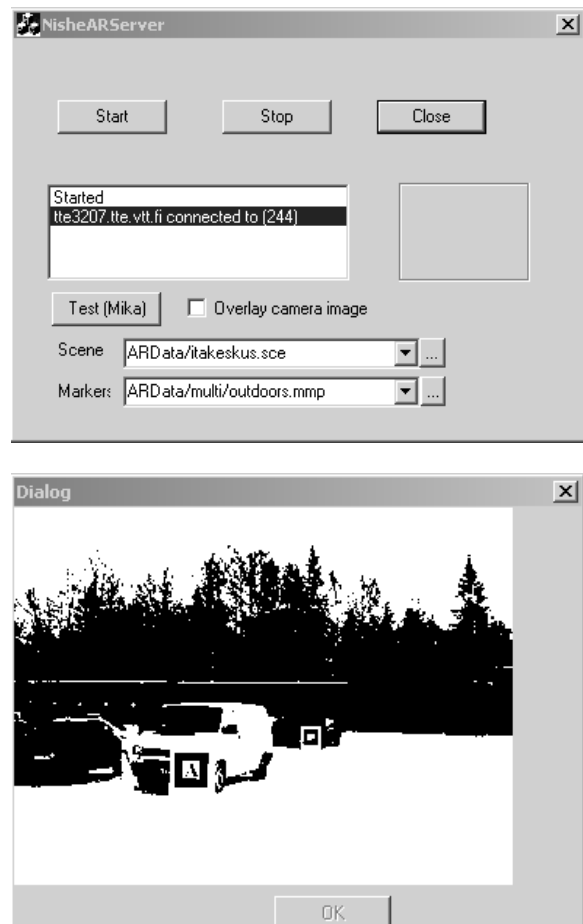 NisheARServer
Start Stop Close
Started
tte3207.tte.vtt.fi connected to (244)
Test (Mika) Overlay camera image
Scene ARData/itakeskus.sce ...
Markers ARData/multi/outdoors.mmp ...
Dialog
A
OK